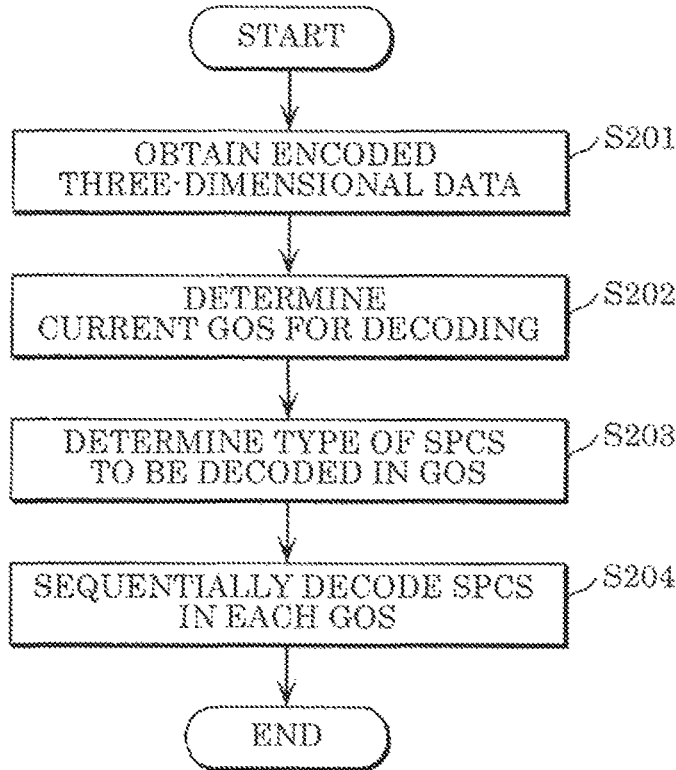 START
OBTAIN ENCODED
THREE-DIMENSIONAL DATA
S201
DETERMINE
CURRENT GOS FOR DECODING
S202
DETERMINE TYPE OF SPCS
TO BE DECODED IN GOS
S203
SEQUENTIALLY DECODE SPCS
IN EACH GOS
S204
END